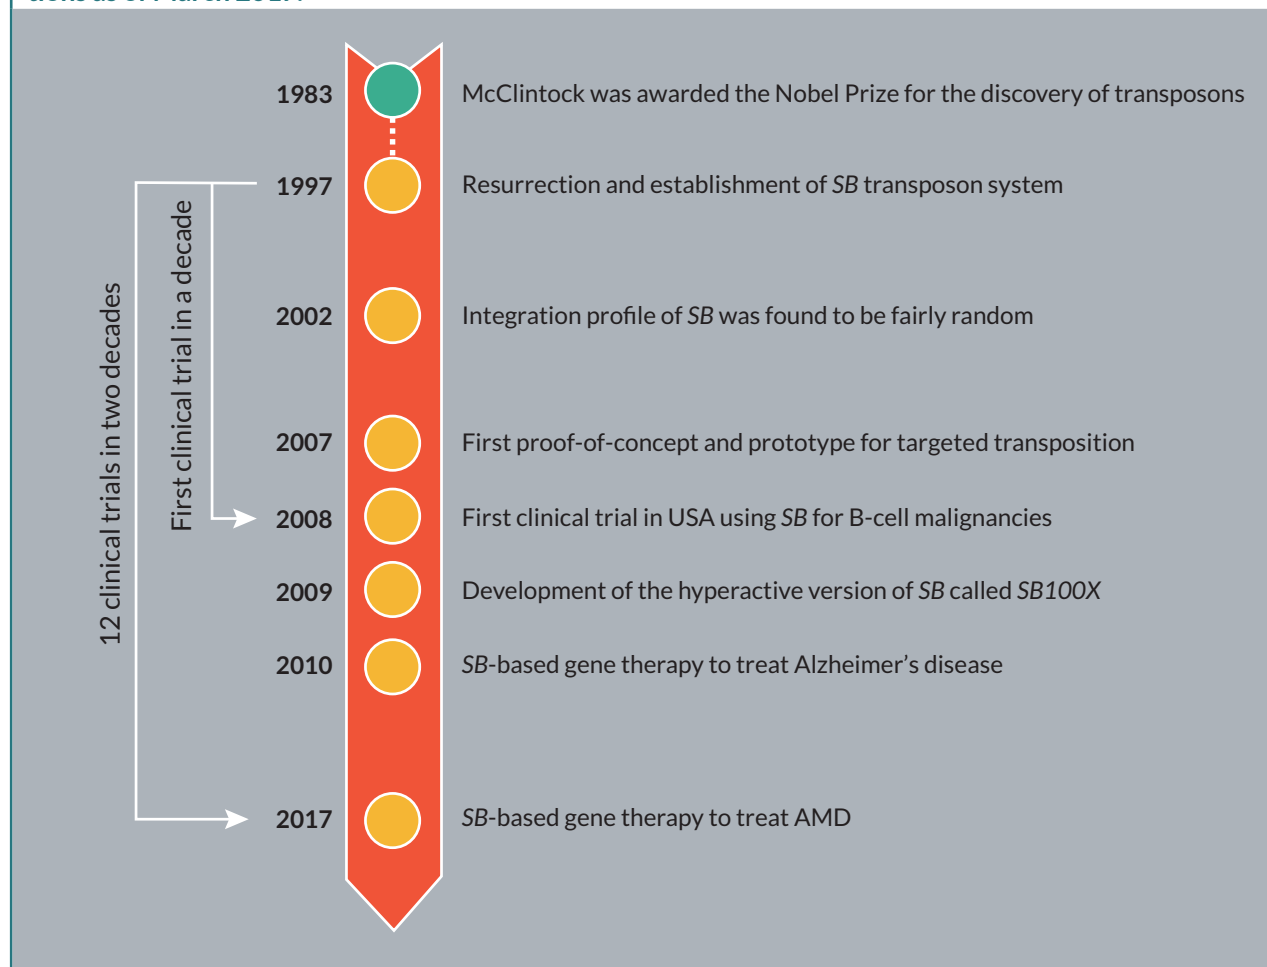 1983 McClintock was awarded the Nobel Prize for the discovery of transposons
1997 Resurrection and establishment of SB transposon system
2002 Integration profile of SB was found to be fairly random
2007 First proof-of-concept and prototype for targeted transposition
2008 First clinical trial in USA using SB for B-cell malignancies
2009 Development of the hyperactive version of SB called SB100X
2010 SB-based gene therapy to treat Alzheimer’s disease
2017 SB-based gene therapy to treat AMD
12 clinical trials in two decades
First clinical trial in a decade